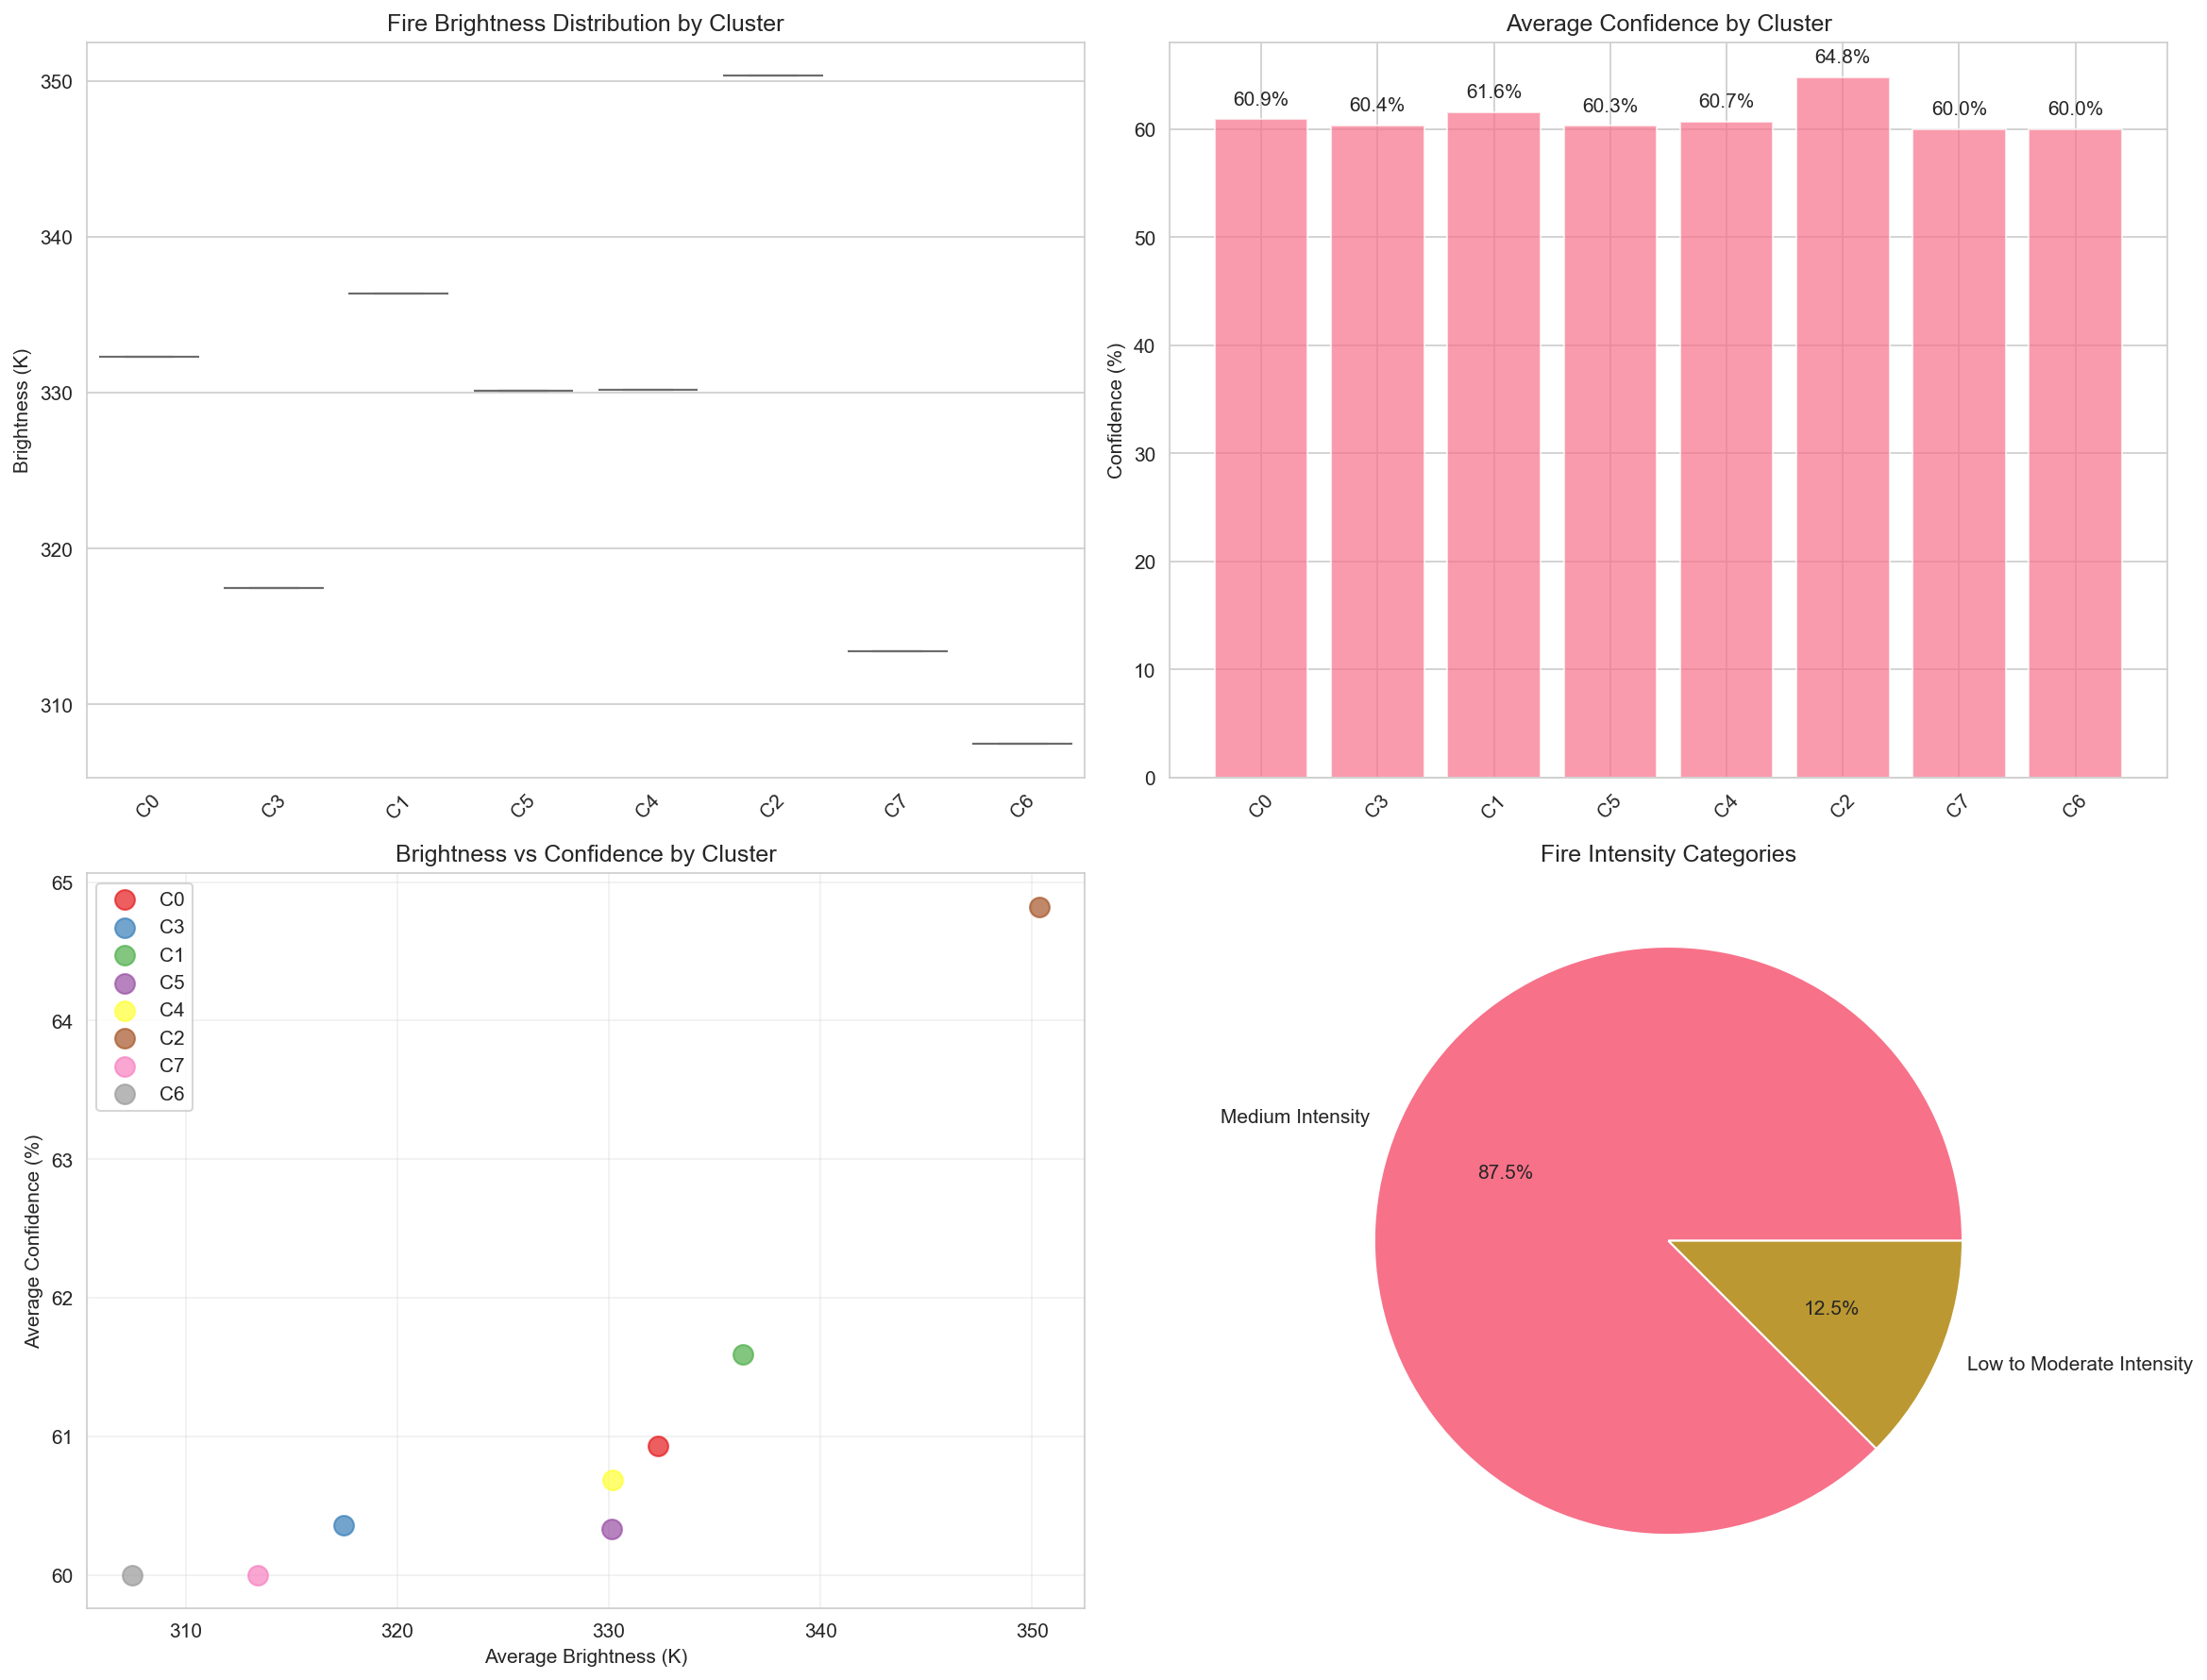 Fire Brightness Distribution by Cluster
Brightness (K)
350
340
330
320
310
C0
C3
C1
C5
C4
C2
C7
C6
Average Confidence by Cluster
Confidence (%)
60
50
40
30
20
10
0
60.9%
60.4%
61.6%
60.3%
60.7%
64.8%
60.0%
60.0%
C0
C3
C1
C5
C4
C2
C7
C6
Brightness vs Confidence by Cluster
Average Confidence (%)
65
64
63
62
61
60
C0
C3
C1
C5
C4
C2
C7
C6
310
320
330
340
350
Average Brightness (K)
Fire Intensity Categories
Medium Intensity
87.5%
12.5%
Low to Moderate Intensity